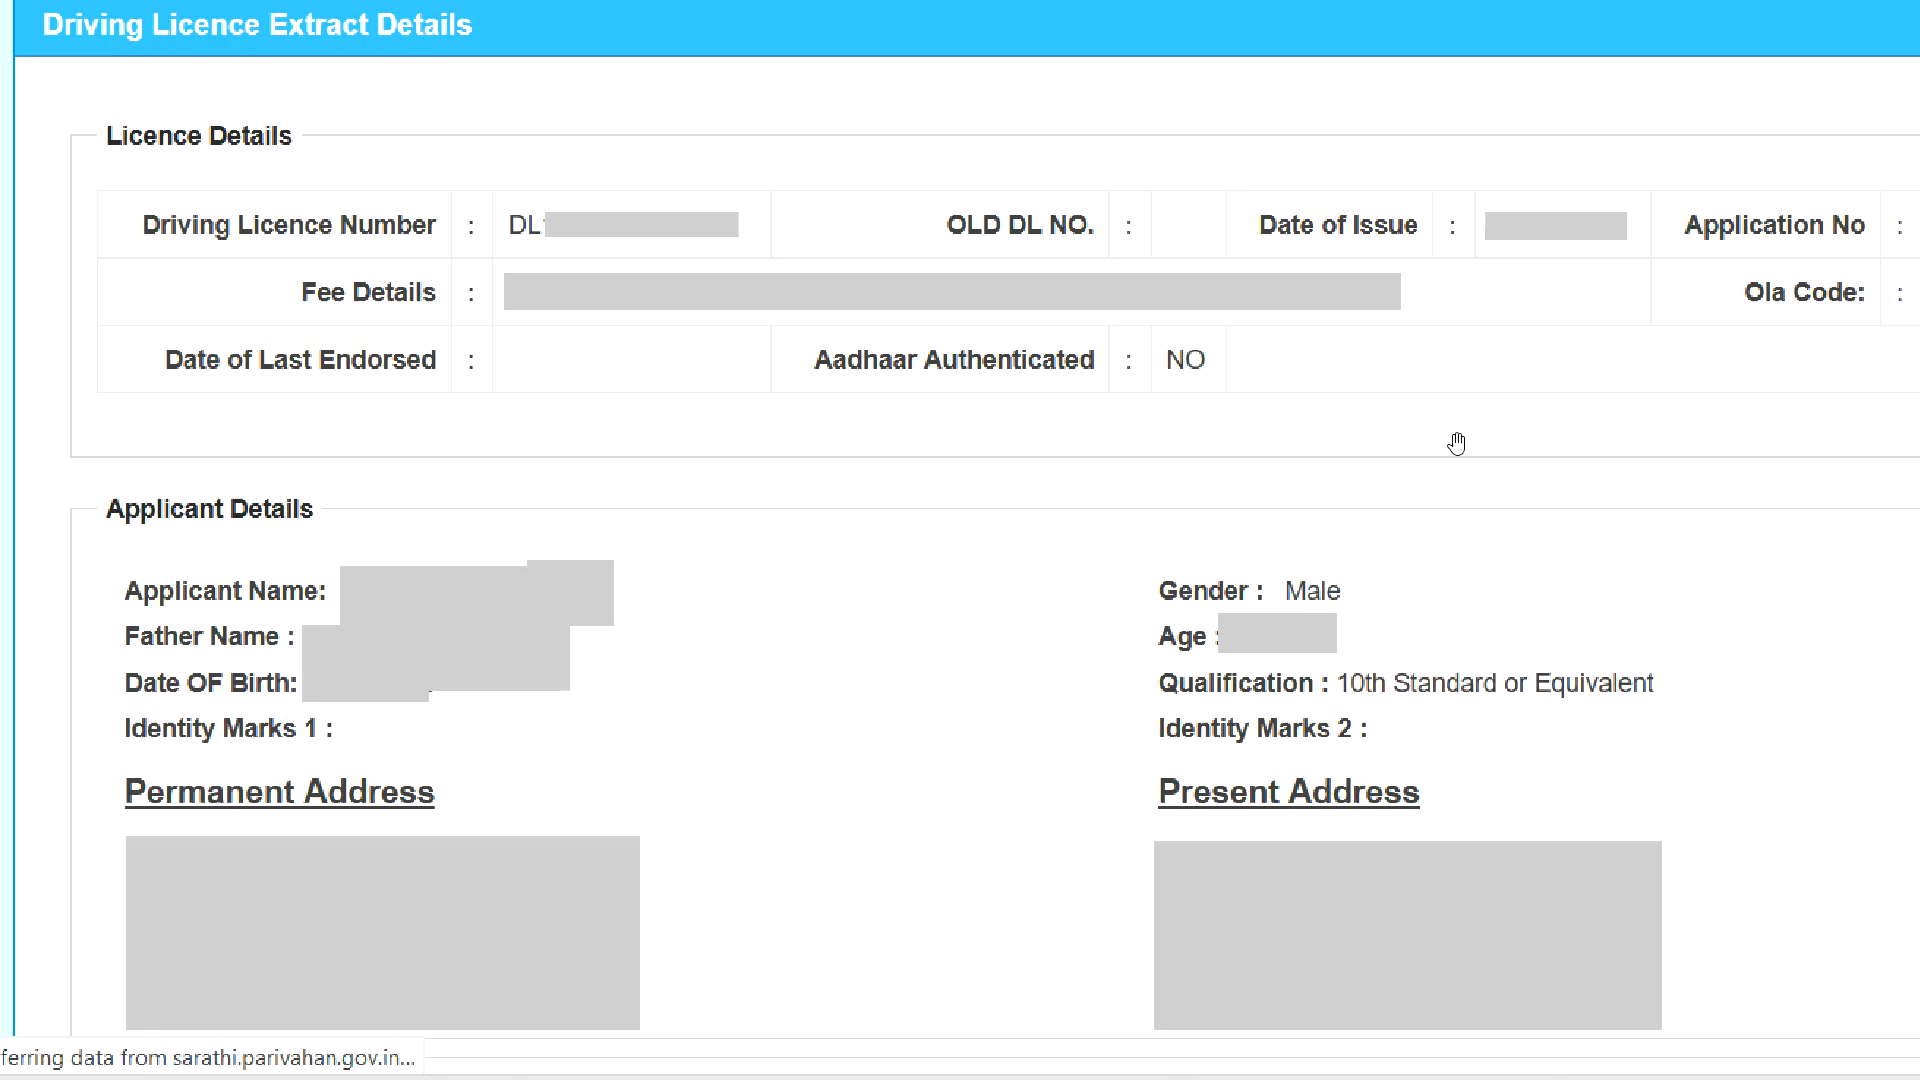 Driving Licence Extract Details
Licence Details
Driving Licence Number : DL OLD DL NO. : Date of Issue : Application No :
Fee Details : Ola Code: :
Date of Last Endorsed : Aadhaar Authenticated : NO
Applicant Details
Applicant Name: Gender : Male
Father Name : Age :
Date OF Birth: Qualification : 10th Standard or Equivalent
Identity Marks 1 : Identity Marks 2 :
Permanent Address Present Address
ferring data from sarathi.parivahan.gov.in...